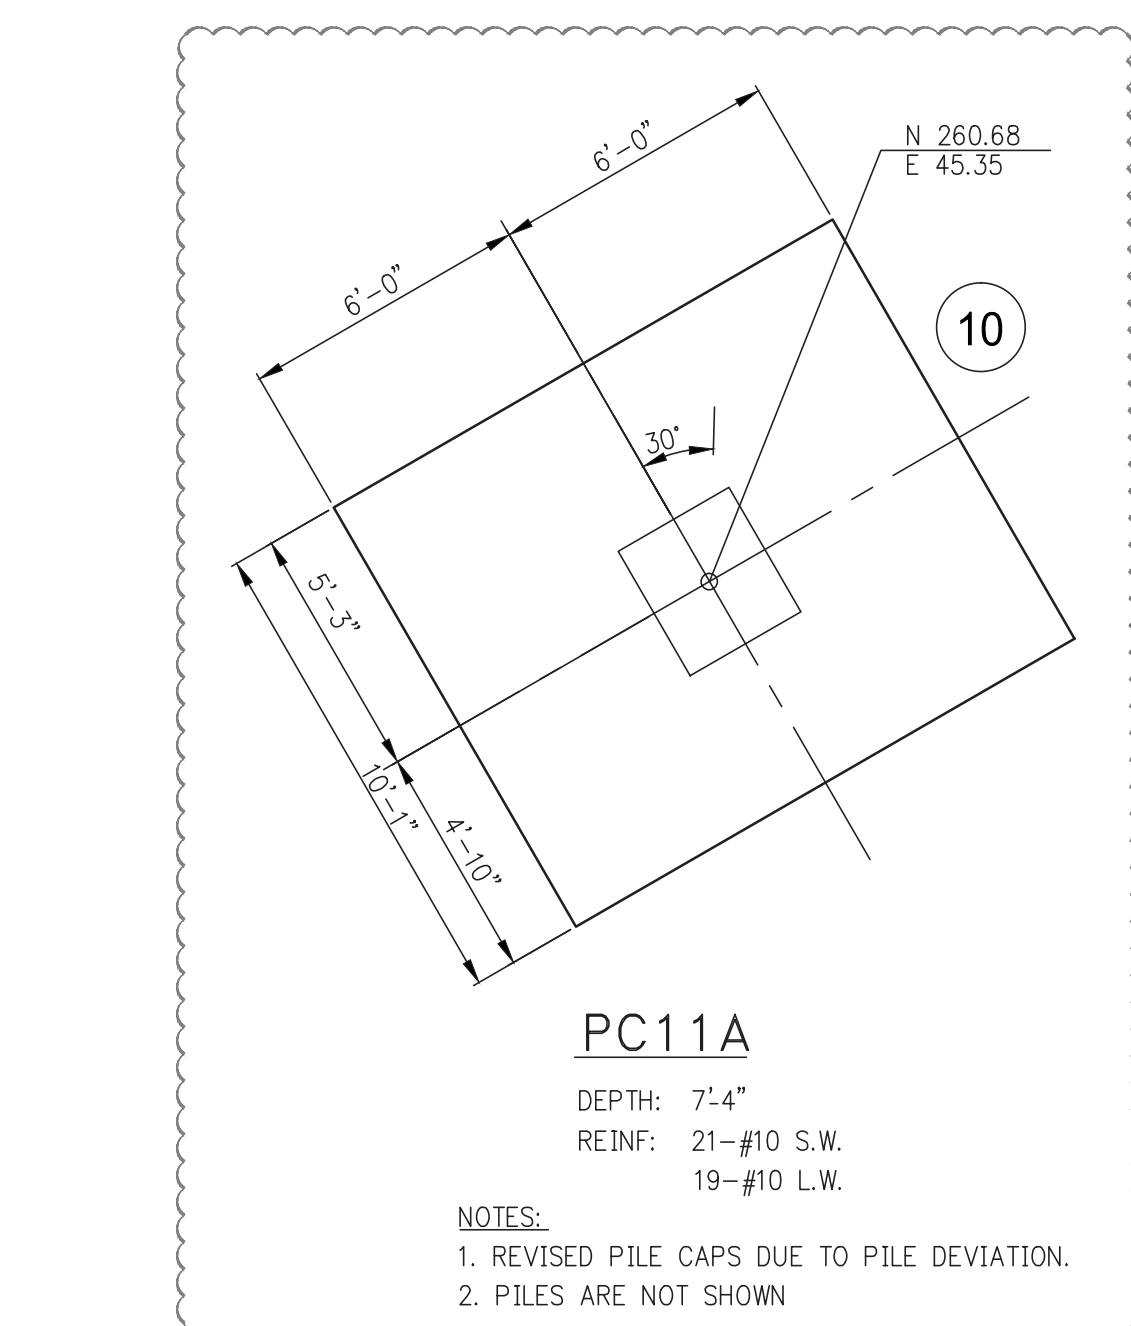 6'-0"
N 260.68
E 45.35
6'-0"
10
30°
5'-3"
10'-1"
4'-10"
PC11A
DEPTH: 7'-4"
REINF: 21-#10 S.W.
19-#10 L.W.
NOTES:
1. REVISED PILE CAPS DUE TO PILE DEVIATION.
2. PILES ARE NOT SHOWN